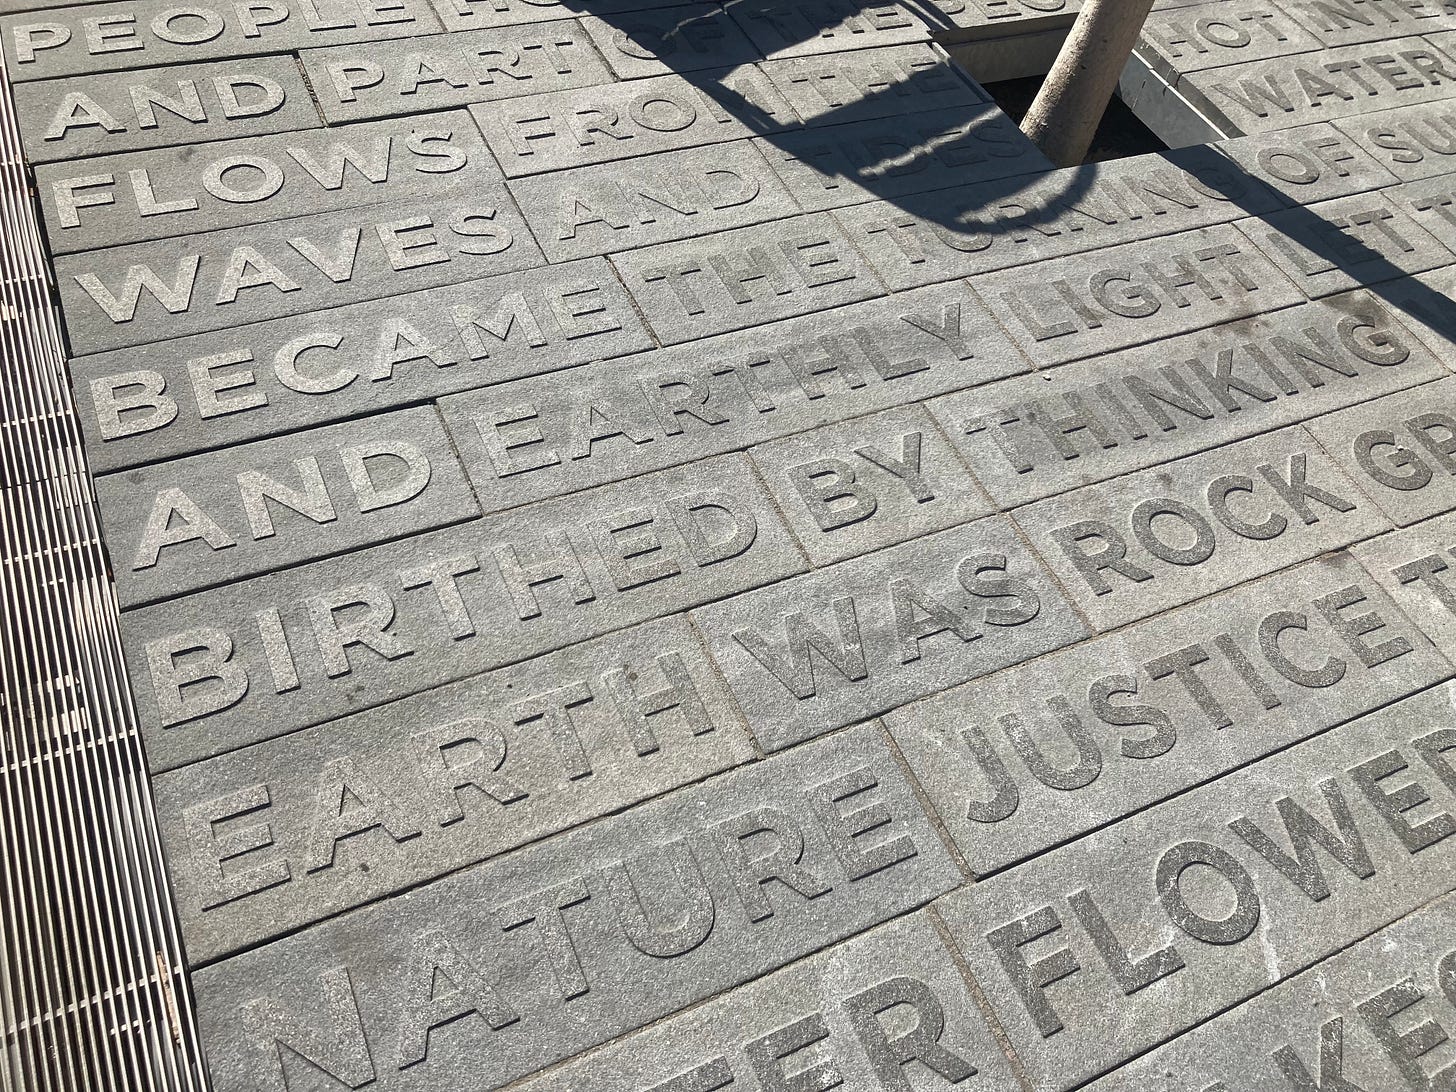 PEOPLE
AND PART OF THE
FLOWS FROM THE HOT
WAVES AND TIDES WATER
BECAME THE TURNING OF
AND EARTHLY LIGHT LET
BIRTHED BY THINKING
EARTH WAS ROCK
NATURE JUSTICE
FLOWER